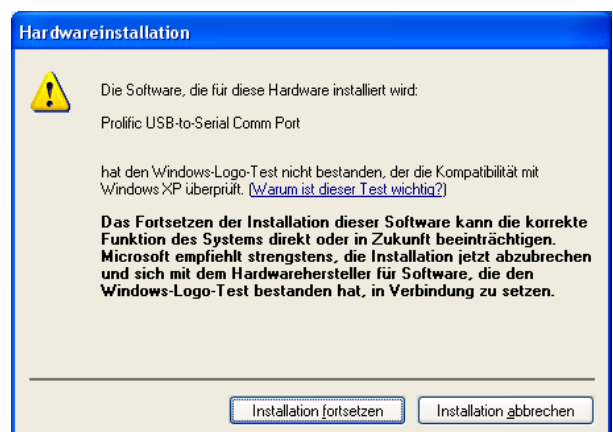 Hardwareinstallation
Die Software, die für diese Hardware installiert wird:
Prolific USB-to-Serial Comm Port
hat den Windows-Logo-Test nicht bestanden, der die Kompatibilität mit
Windows XP überprüft. (Warum ist dieser Test wichtig?)
Das Fortsetzen der Installation dieser Software kann die korrekte
Funktion des Systems direkt oder in Zukunft beeinträchtigen.
Microsoft empfiehlt strengstens, die Installation jetzt abzubrechen
und sich mit dem Hardwarehersteller für Software, die den
Windows-Logo-Test bestanden hat, in Verbindung zu setzen.
Installation fortsetzen
Installation abbrechen